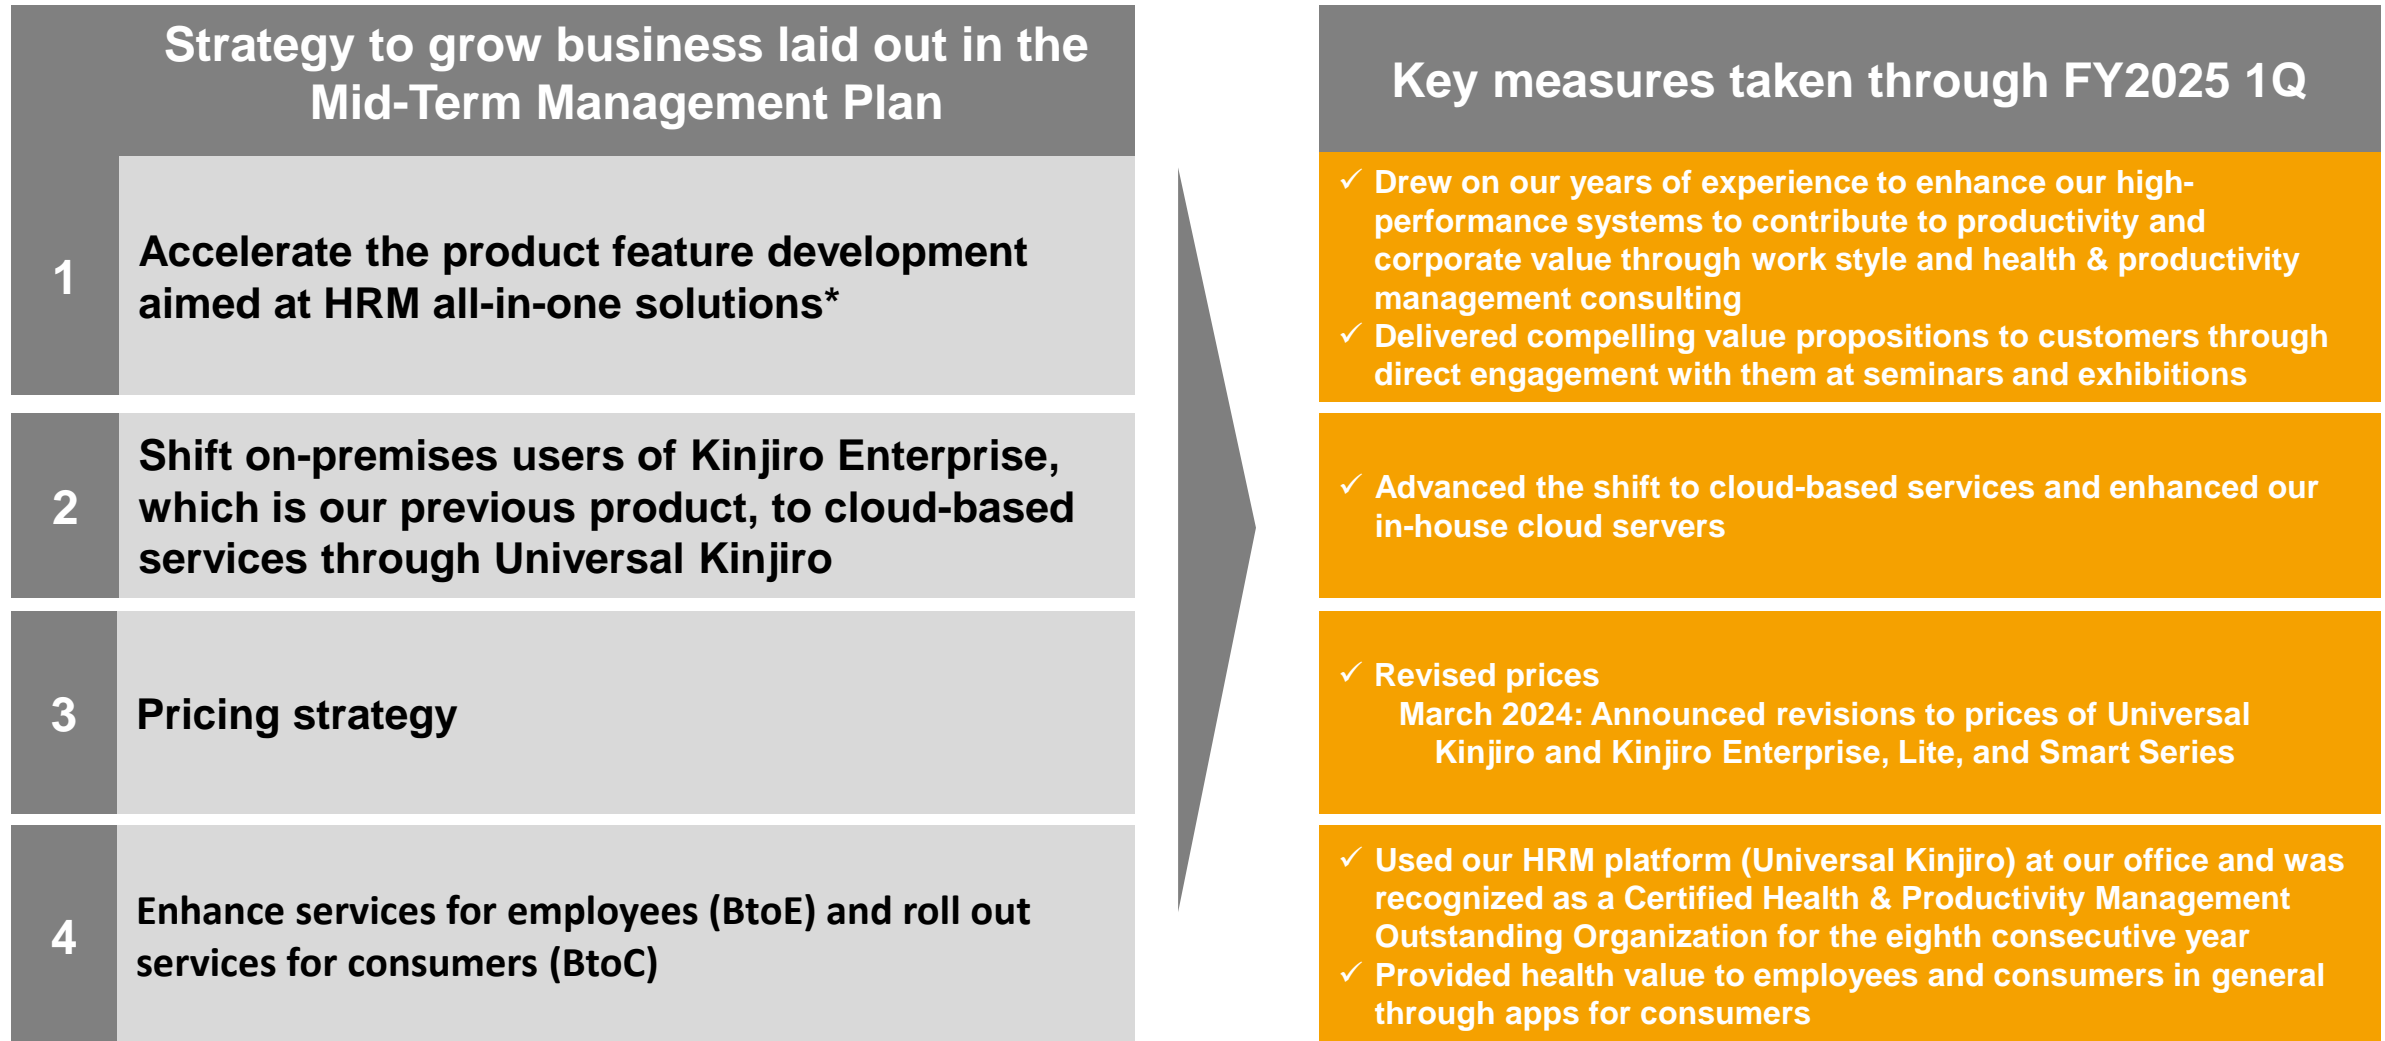 Strategy to grow business laid out in the
Mid-Term Management Plan
Key measures taken through FY2025 1Q
1
Accelerate the product feature development
aimed at HRM all-in-one solutions*
✓ Drew on our years of experience to enhance our high-
performance systems to contribute to productivity and
corporate value through work style and health & productivity
management consulting
✓ Delivered compelling value propositions to customers through
direct engagement with them at seminars and exhibitions
2
Shift on-premises users of Kinjiro Enterprise,
which is our previous product, to cloud-based
services through Universal Kinjiro
✓ Advanced the shift to cloud-based services and enhanced our
in-house cloud servers
3
Pricing strategy
✓ Revised prices
March 2024: Announced revisions to prices of Universal
Kinjiro and Kinjiro Enterprise, Lite, and Smart Series
4
Enhance services for employees (BtoE) and roll out
services for consumers (BtoC)
✓ Used our HRM platform (Universal Kinjiro) at our office and was
recognized as a Certified Health & Productivity Management
Outstanding Organization for the eighth consecutive year
✓ Provided health value to employees and consumers in general
through apps for consumers